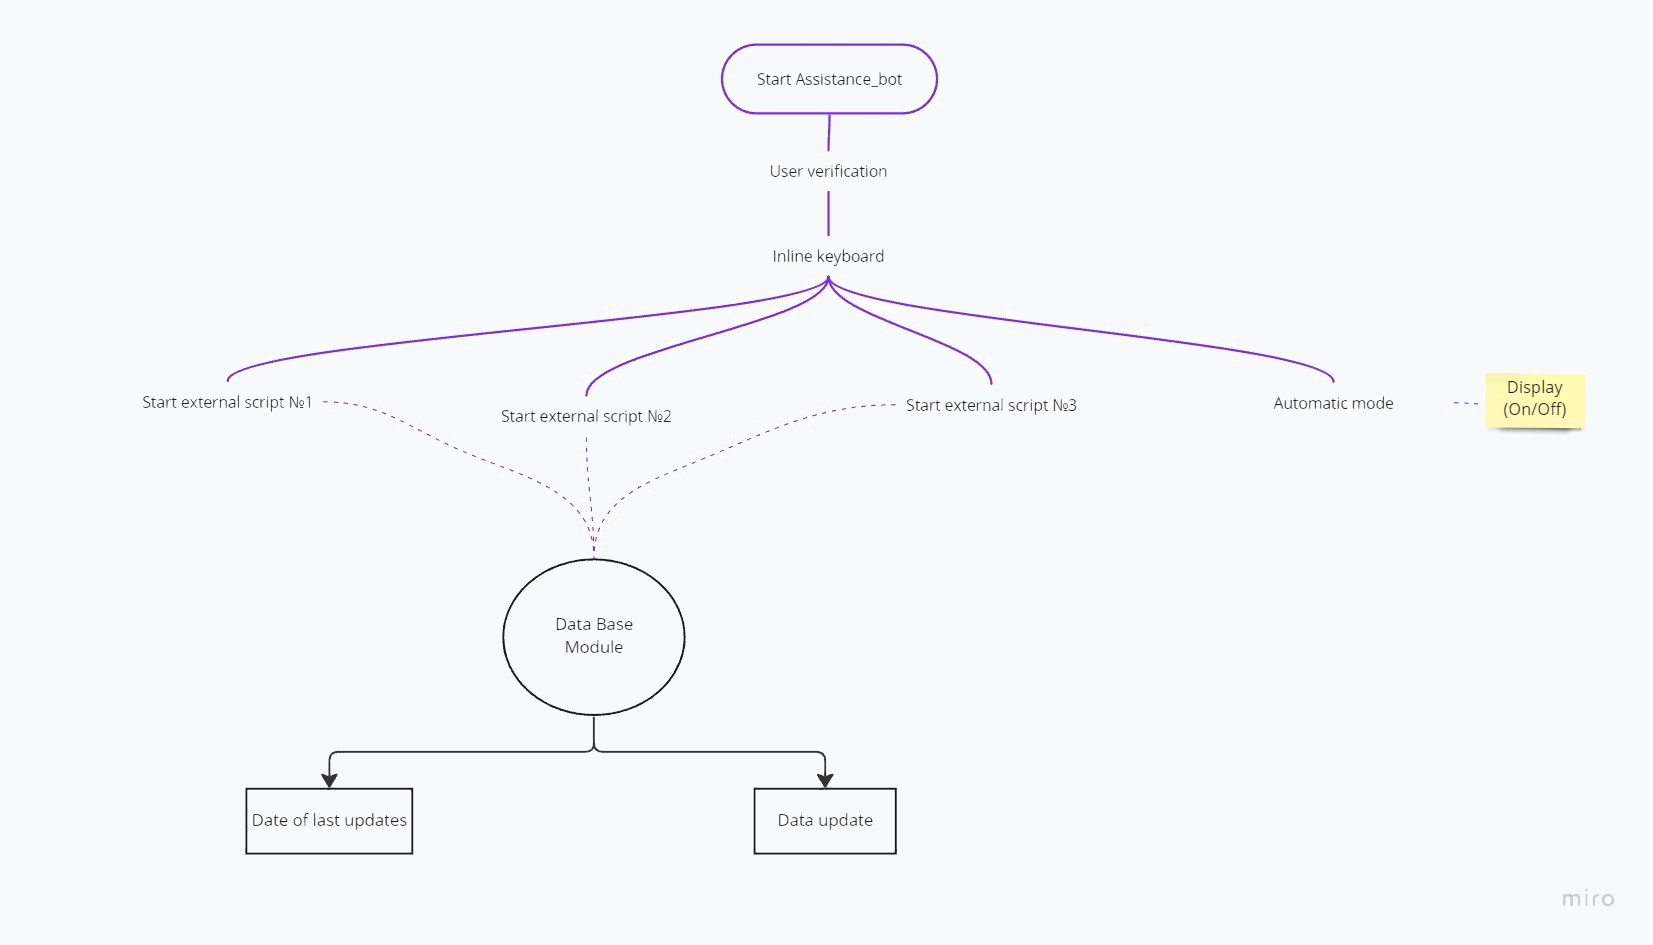 Start Assistance_bot
User verification
Inline keyboard
Start external script №1
Start external script №2
Start external script №3
Automatic mode
Display
(On/Off)
Data Base
Module
Date of last updates
Data update
miro